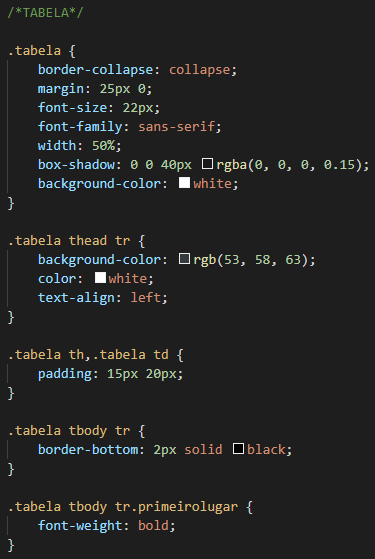 /*TABELA*/
.tabela {
border-collapse: collapse;
margin: 25px 0;
font-size: 22px;
font-family: sans-serif;
width: 50%;
box-shadow: 0 0 40px rgba(0, 0, 0, 0.15);
background-color: white;
}
.tabela thead tr {
background-color: rgb(53, 58, 63);
color: white;
text-align: left;
}
.tabela th,.tabela td {
padding: 15px 20px;
}
.tabela tbody tr {
border-bottom: 2px solid black;
}
.tabela tbody tr.primeirolugar {
font-weight: bold;
}